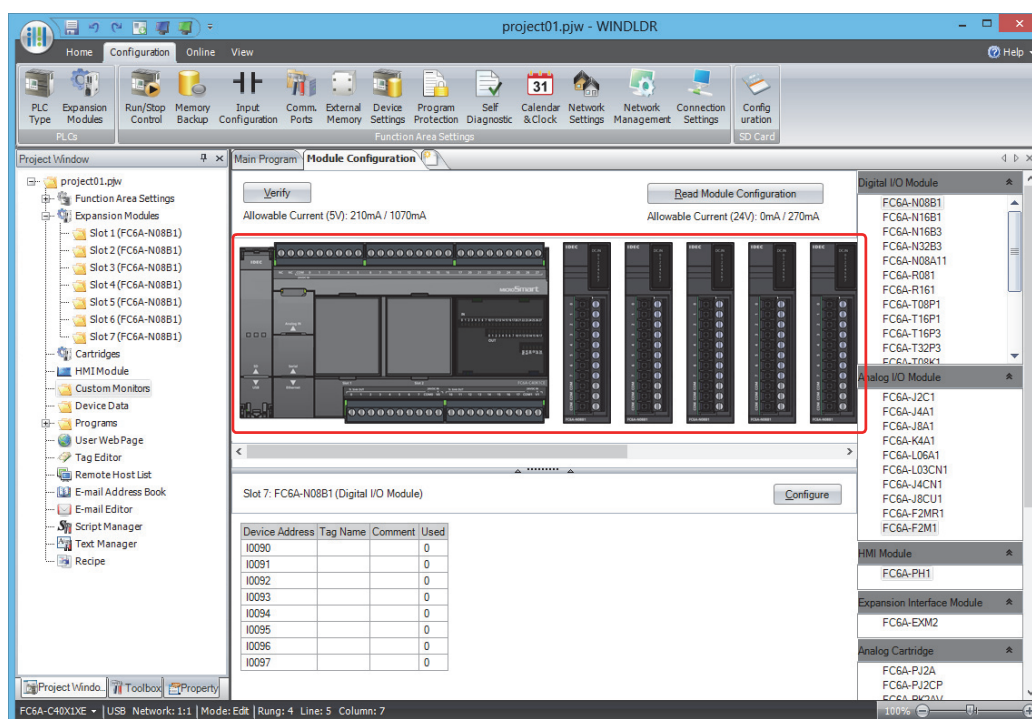 project01.pjw - WINDLDR
Home Configuration Online View Help
PLC Type
Expansion Modules
Run/Stop Control
Memory Backup
Input Configuration
Comm. Ports
External Memory
Device Settings
Program Protection
Self Diagnostic
31
Calendar & Clock
Network Settings
Network Management
Connection Settings
Configuration
PLCs Function Area Settings SD Card
Project Window
Main Program Module Configuration
project01.pjw
Function Area Settings
Expansion Modules
Slot 1 (FC6A-N08B1)
Slot 2 (FC6A-N08B1)
Slot 3 (FC6A-N08B1)
Slot 4 (FC6A-N08B1)
Slot 5 (FC6A-N08B1)
Slot 6 (FC6A-N08B1)
Slot 7 (FC6A-N08B1)
Cartridges
HMI Module
Custom Monitors
Device Data
Programs
User Web Page
Tag Editor
Remote Host List
E-mail Address Book
E-mail Editor
Script Manager
Text Manager
Recipe
Project Windo... Toolbox Property
Verify Read Module Configuration
Allowable Current (5V): 210mA / 1070mA Allowable Current (24V): 0mA / 270mA
IDEC
MICROSmart
Slot 7: FC6A-N08B1 (Digital I/O Module) Configure
Device Address Tag Name Comment Used
I0090 0
I0091 0
I0092 0
I0093 0
I0094 0
I0095 0
I0096 0
I0097 0
Digital I/O Module
FC6A-N08B1
FC6A-N16B1
FC6A-N16B3
FC6A-N32B3
FC6A-N08A11
FC6A-R081
FC6A-R161
FC6A-T08P1
FC6A-T16P1
FC6A-T16P3
FC6A-T32P3
FC6A-T08K1
Analog I/O Module
FC6A-J2C1
FC6A-J4A1
FC6A-J8A1
FC6A-K4A1
FC6A-L06A1
FC6A-L03CN1
FC6A-J4CN1
FC6A-J8CU1
FC6A-F2MR1
FC6A-F2M1
HMI Module
FC6A-PH1
Expansion Interface Module
FC6A-EXM2
Analog Cartridge
FC6A-PJ2A
FC6A-PJ2CP
FC6A-PK2AV
FC6A-C40X1XE USB Network: 1:1 Mode: Edit Rung: 4 Line: 5 Column: 7 100%